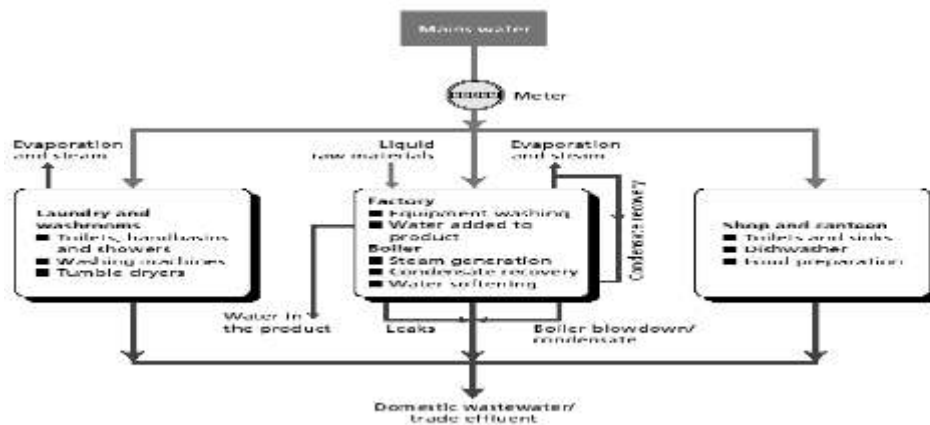 Mains water
Meter
Evaporation
and steam
Liquid
raw materials
Evaporation
and steam
Condensate recovery
Laundry and
washrooms
Toilets, handbasins
and showers
Washing machines
Tumble dryers
Factory
Equipment washing
Water added to
product
Boiler
Steam generation
Condensate recovery
Water softening
Shop and canteen
Toilets and sinks
Dishwasher
Food preparation
Water in
the product
Leaks
Boiler blowdown/
condensate
Domestic wastewater/
trade effluent